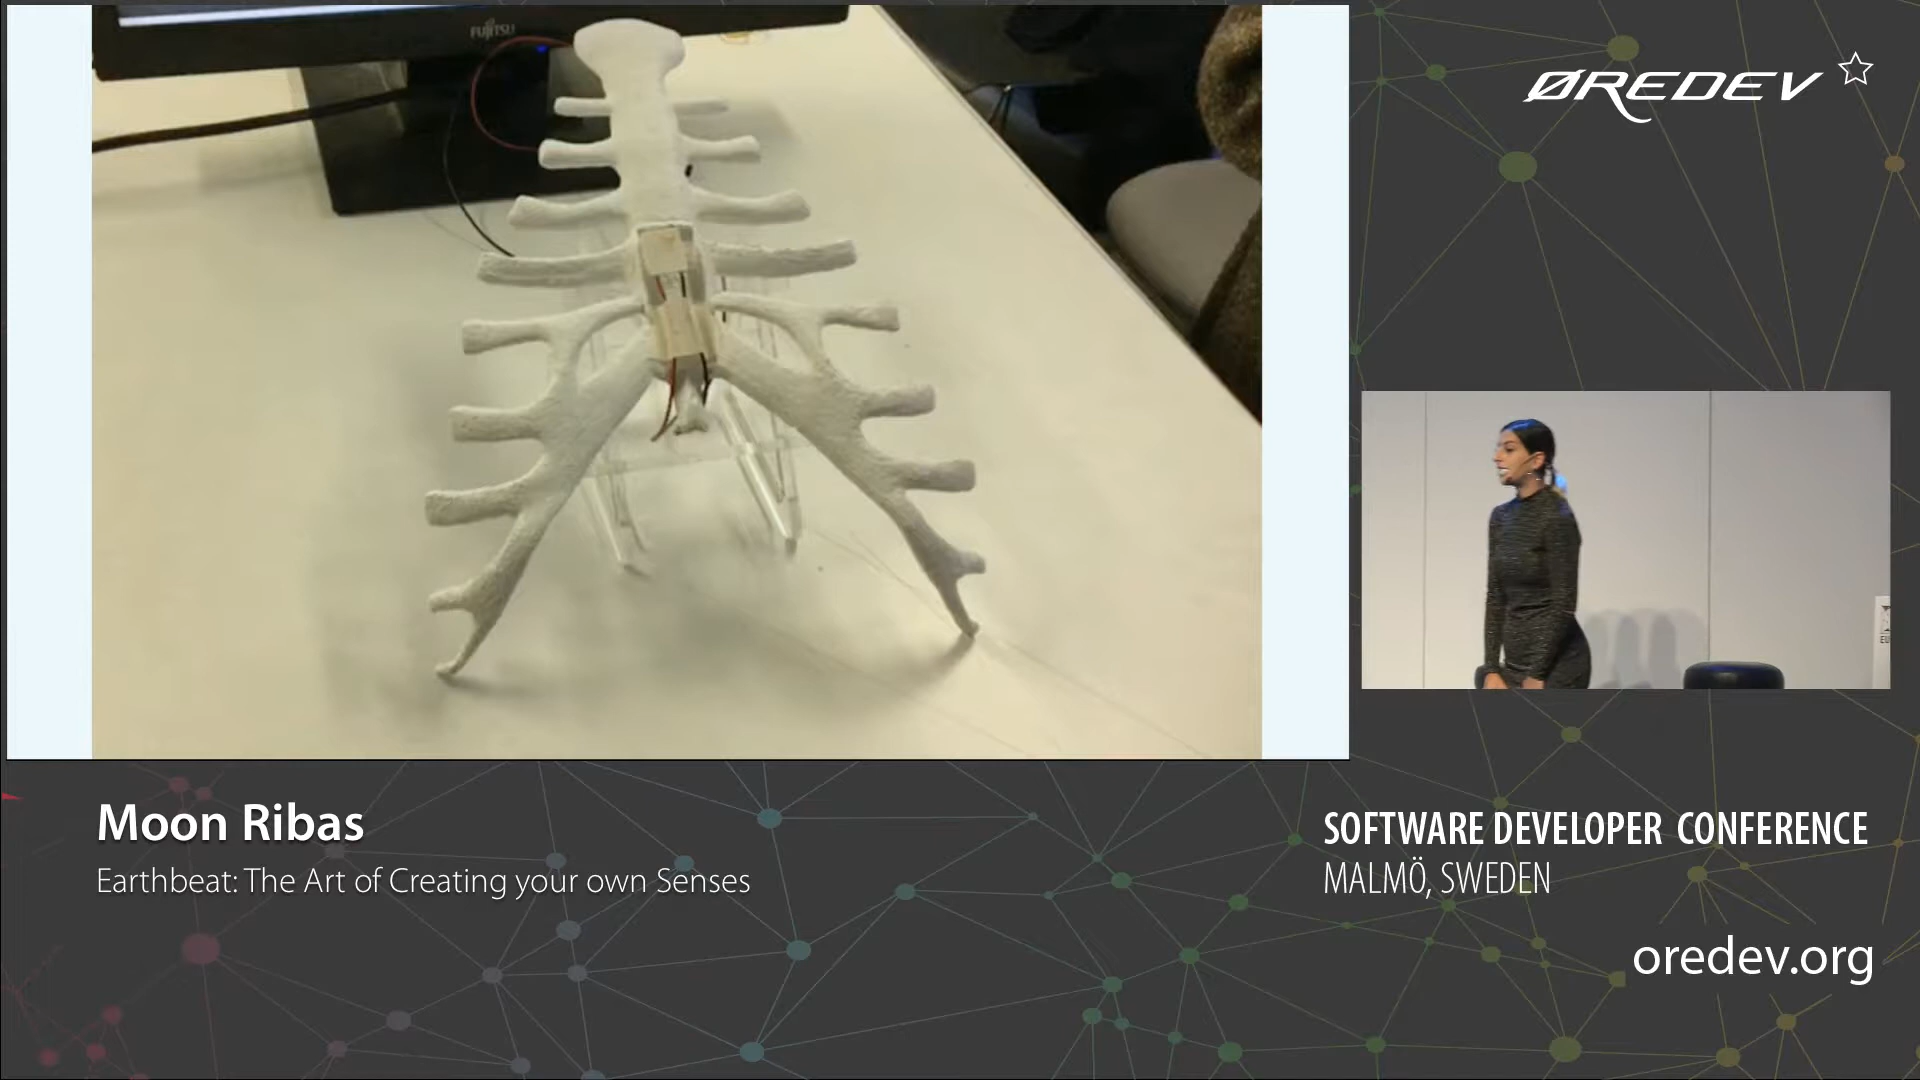 FUJITSU
ØREDEV
EU
Moon Ribas
Earthbeat: The Art of Creating your own Senses
SOFTWARE DEVELOPER CONFERENCE
MALMÖ, SWEDEN
oredev.org